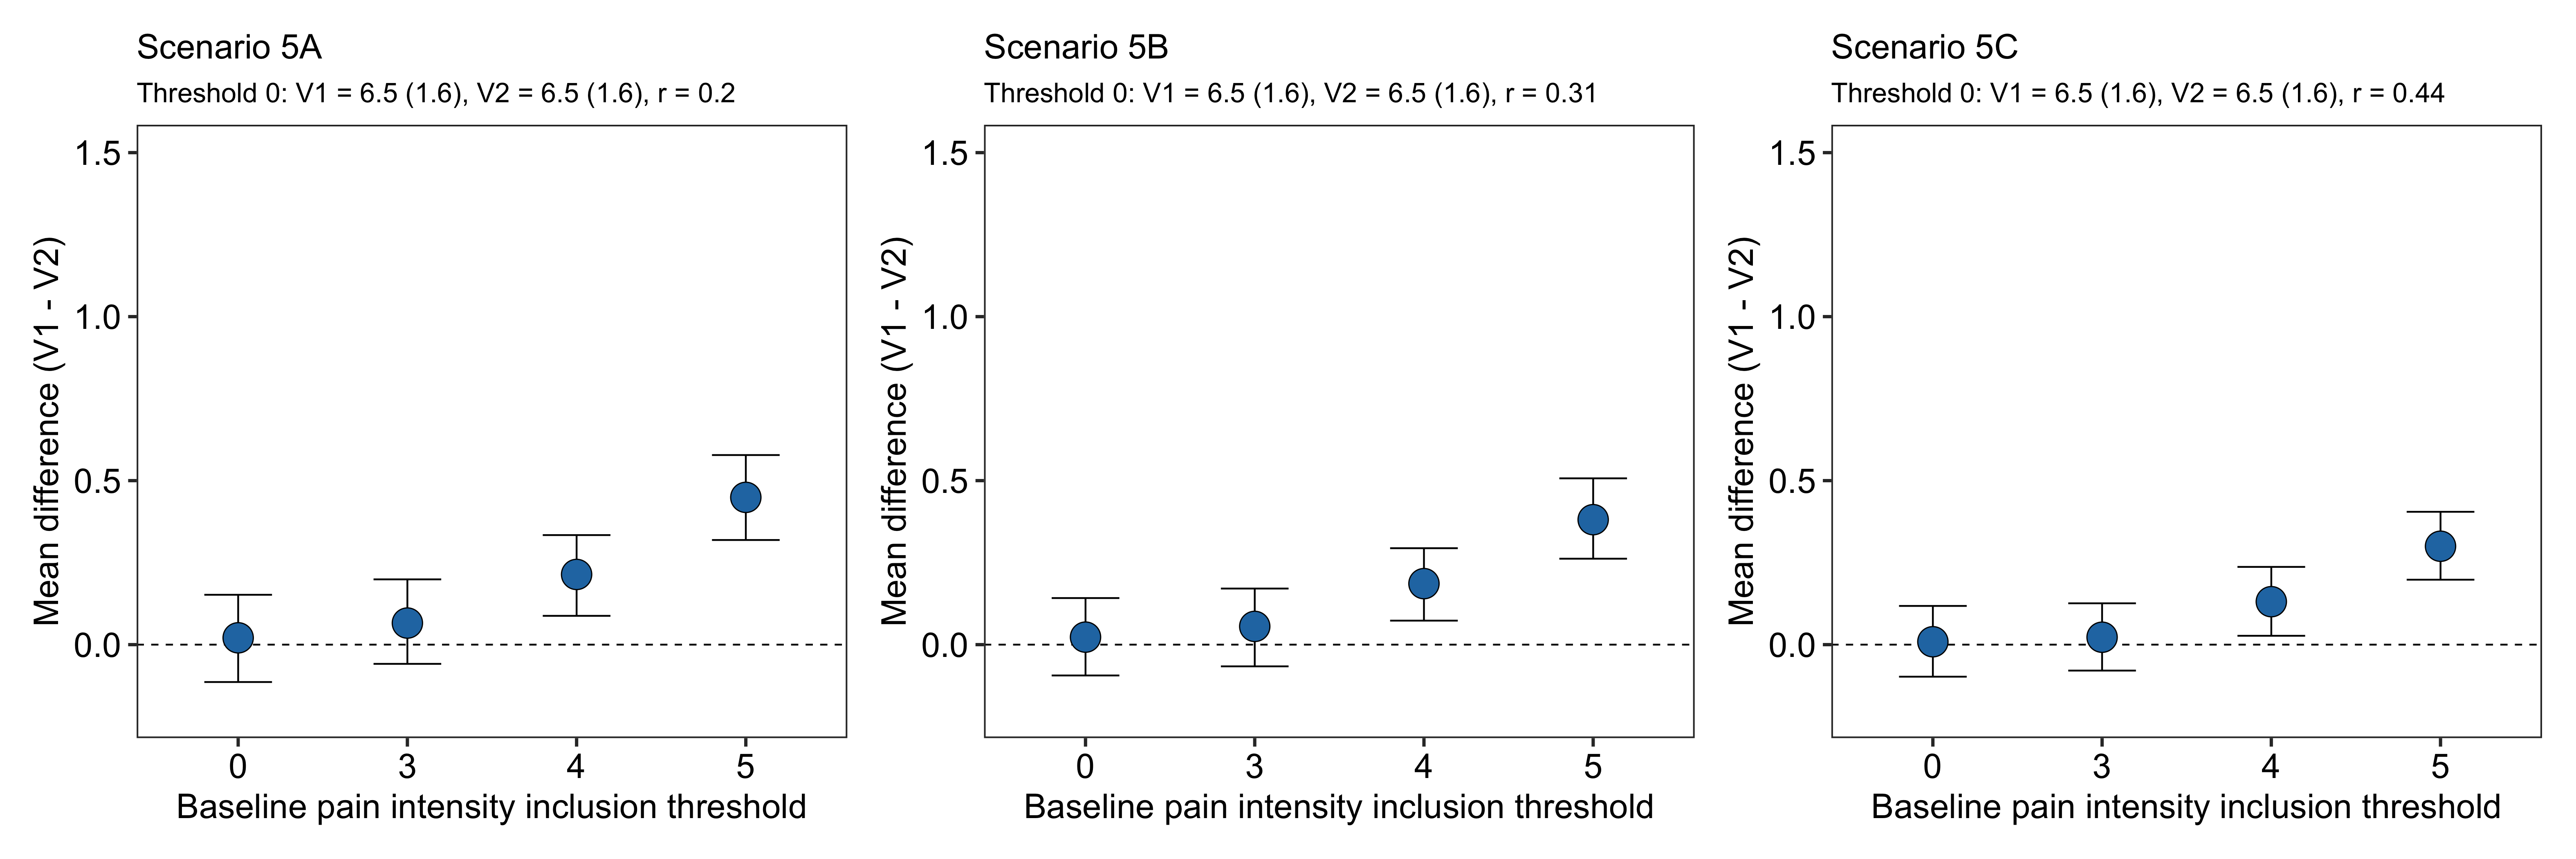 Scenario 5A
Threshold 0: V1 = 6.5 (1.6), V2 = 6.5 (1.6), r = 0.2
Mean difference (V1 - V2)
1.5
1.0
0.5
0.0
0 3 4 5
Baseline pain intensity inclusion threshold
Scenario 5B
Threshold 0: V1 = 6.5 (1.6), V2 = 6.5 (1.6), r = 0.31
Mean difference (V1 - V2)
1.5
1.0
0.5
0.0
0 3 4 5
Baseline pain intensity inclusion threshold
Scenario 5C
Threshold 0: V1 = 6.5 (1.6), V2 = 6.5 (1.6), r = 0.44
Mean difference (V1 - V2)
1.5
1.0
0.5
0.0
0 3 4 5
Baseline pain intensity inclusion threshold